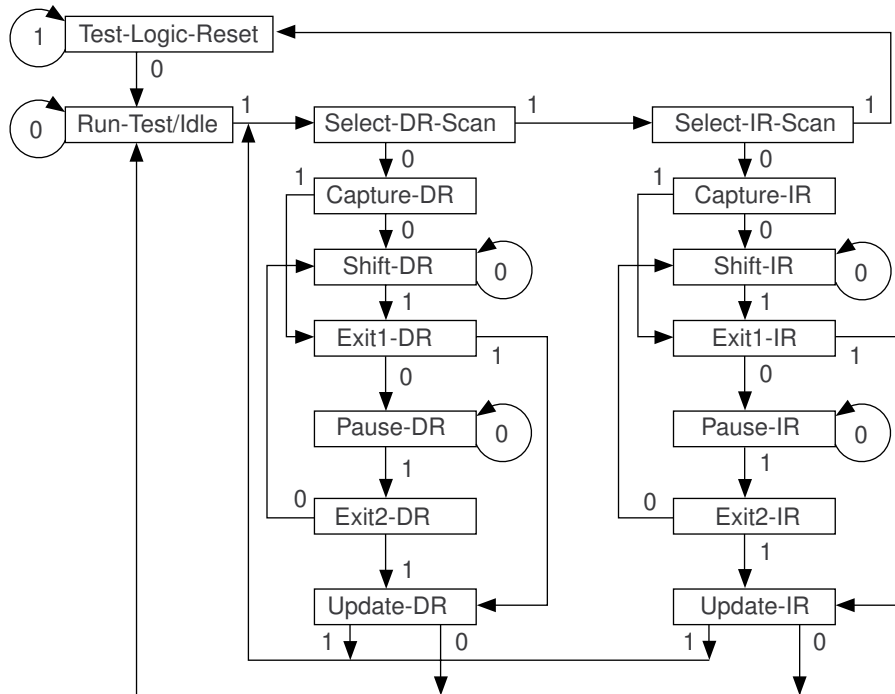 1
Test-Logic-Reset
0
0
Run-Test/Idle
1
Select-DR-Scan
1
Select-IR-Scan
1
0
0
1
Capture-DR
1
Capture-IR
0
0
Shift-DR
0
Shift-IR
0
1
1
Exit1-DR
1
Exit1-IR
1
0
0
Pause-DR
0
Pause-IR
0
1
1
0
Exit2-DR
0
Exit2-IR
1
1
Update-DR
Update-IR
1
0
1
0